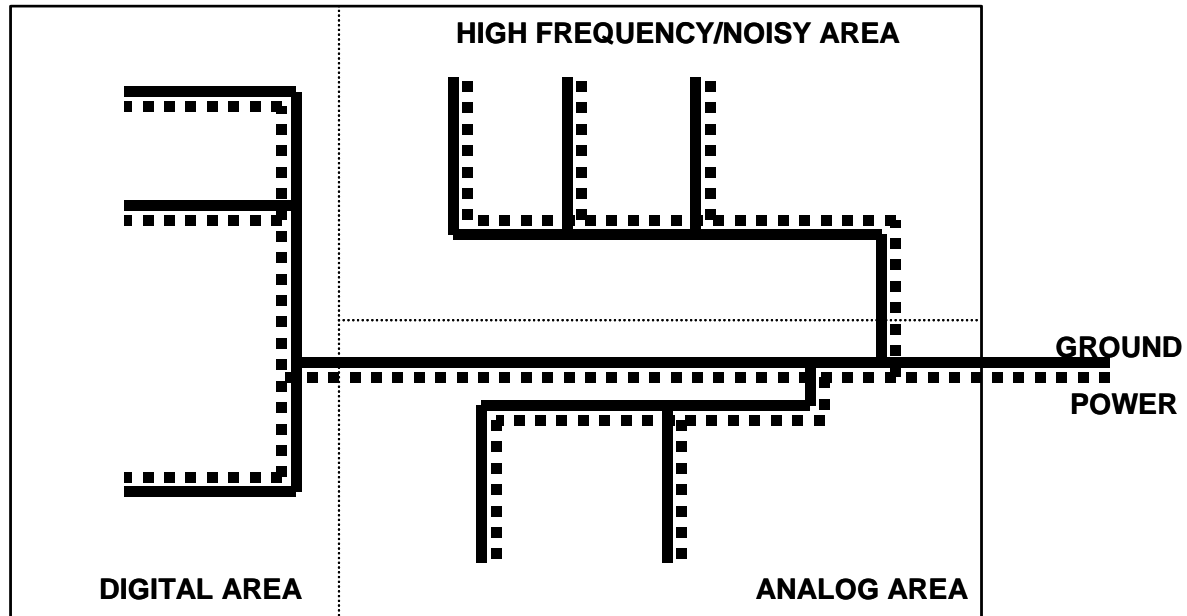 HIGH FREQUENCY/NOISY AREA
GROUND
POWER
DIGITAL AREA
ANALOG AREA